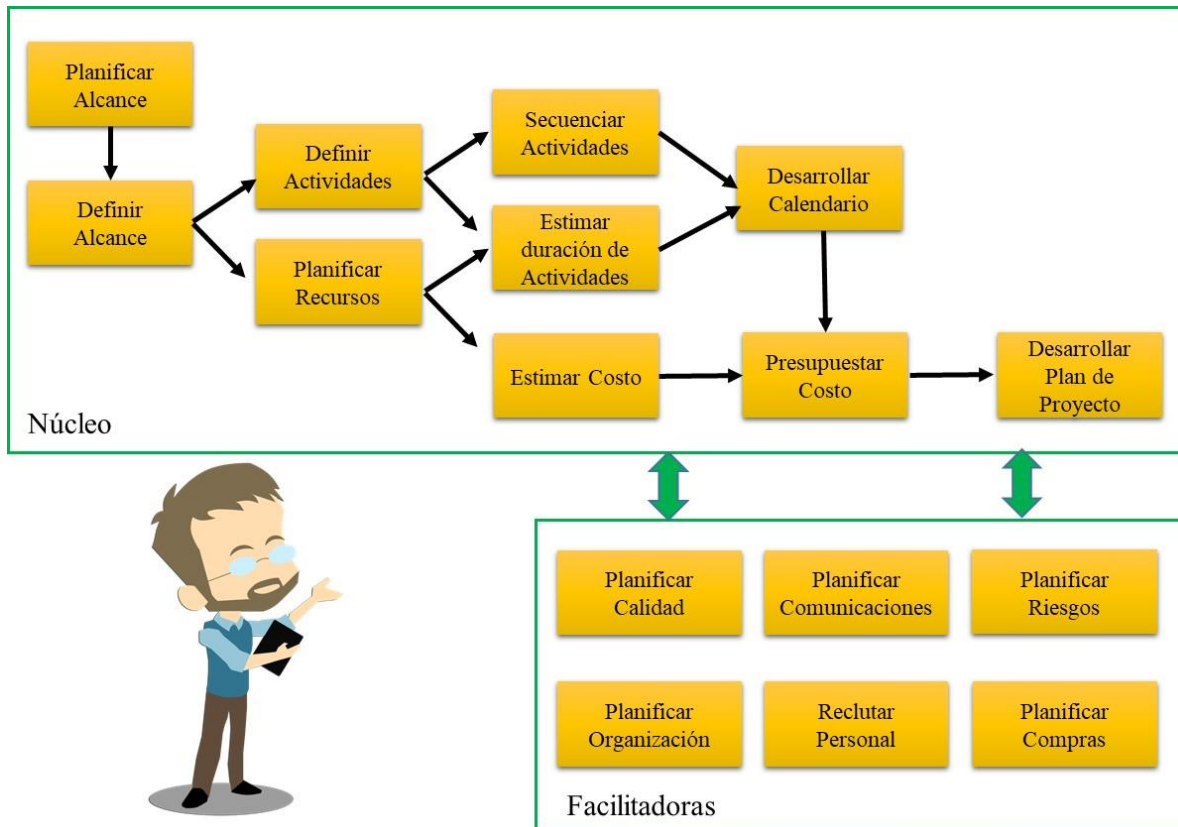 Planificar
Alcance
Definir
Alcance
Definir
Actividades
Planificar
Recursos
Secuenciar
Actividades
Estimar
duración de
Actividades
Estimar Costo
Desarrollar
Calendario
Presupuestar
Costo
Desarrollar
Plan de
Proyecto
Núcleo
Planificar
Calidad
Planificar
Comunicaciones
Planificar
Riesgos
Planificar
Organización
Reclutar
Personal
Planificar
Compras
Facilitadoras